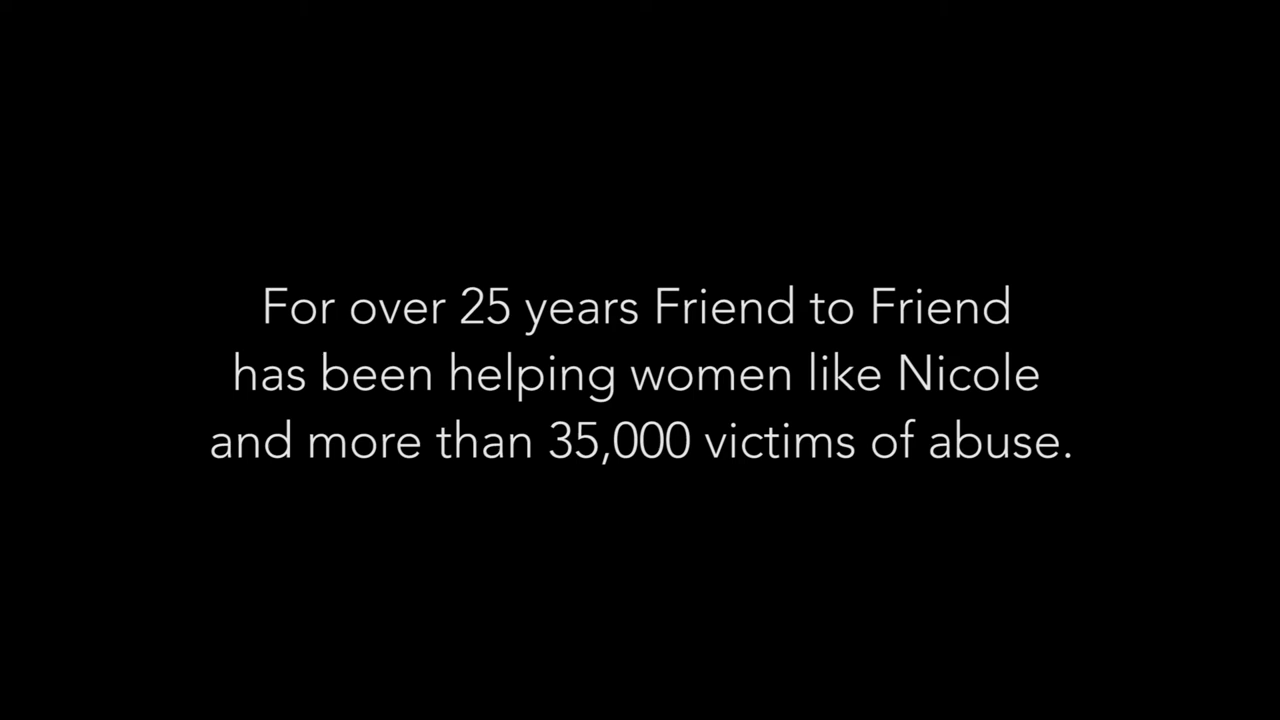 For over 25 years Friend to Friend
has been helping women like Nicole
and more than 35,000 victims of abuse.